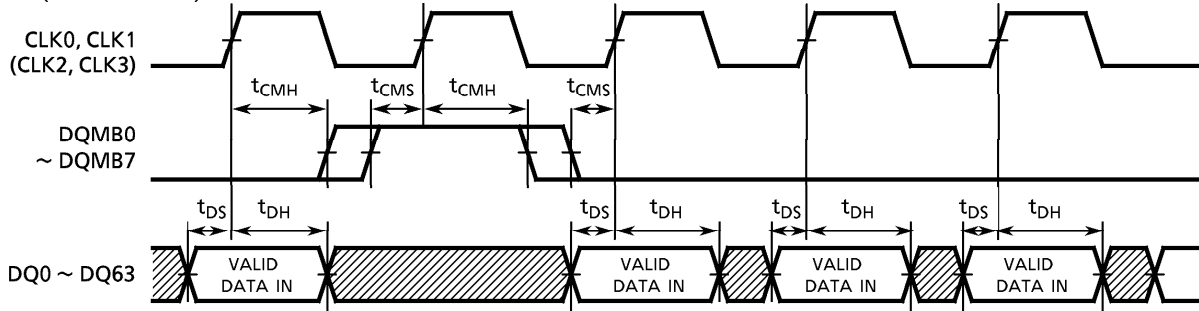 CLK0, CLK1
(CLK2, CLK3)
tCMH
tCMS
tCMH
tCMS
DQMB0
~ DQMB7
tDS
tDH
tDS
tDH
tDS
tDH
tDS
tDH
DQ0 ~ DQ63
VALID
DATA IN
VALID
DATA IN
VALID
DATA IN
VALID
DATA IN